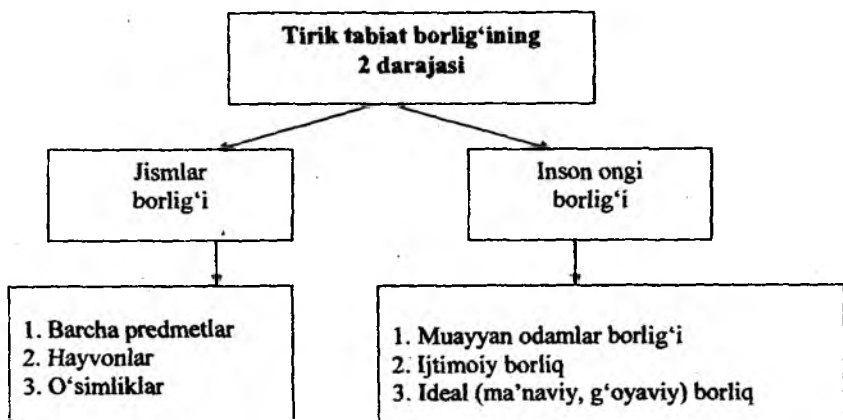 Tirik tabiat borlig‘ining
2 darajasi
Jismlar
borlig‘i
Inson ongi
borlig‘i
1. Barcha predmetlar
2. Hayvonlar
3. O‘simliklar
1. Muayyan odamlar borlig‘i
2. Ijtimoiy borliq
3. Ideal (ma’naviy, g‘oyaviy) borliq